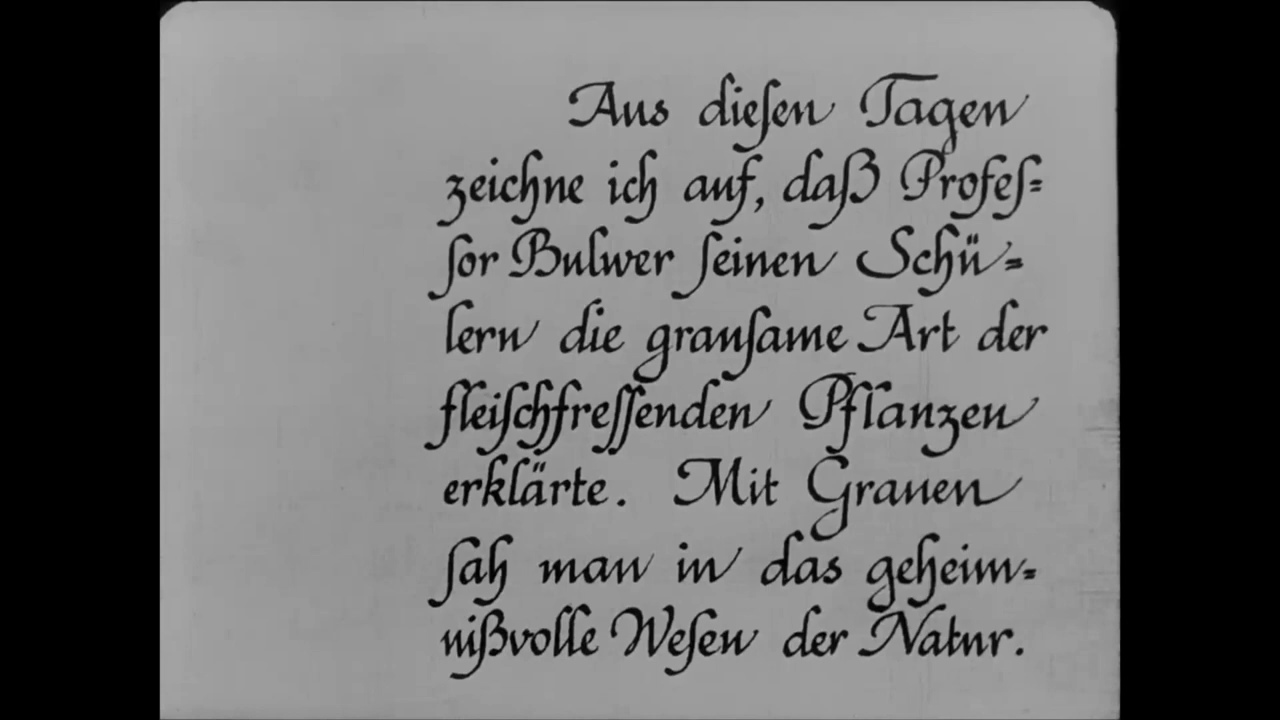 Aus dieſen Tagen
zeichne ich auf, daß Profeſ=
ſor Bulwer ſeinen Schü=
lern die grauſame Art der
fleiſchfreſſenden Pflanzen
erklärte. Mit Grauen
ſah man in das geheim=
nißvolle Weſen der Natur.